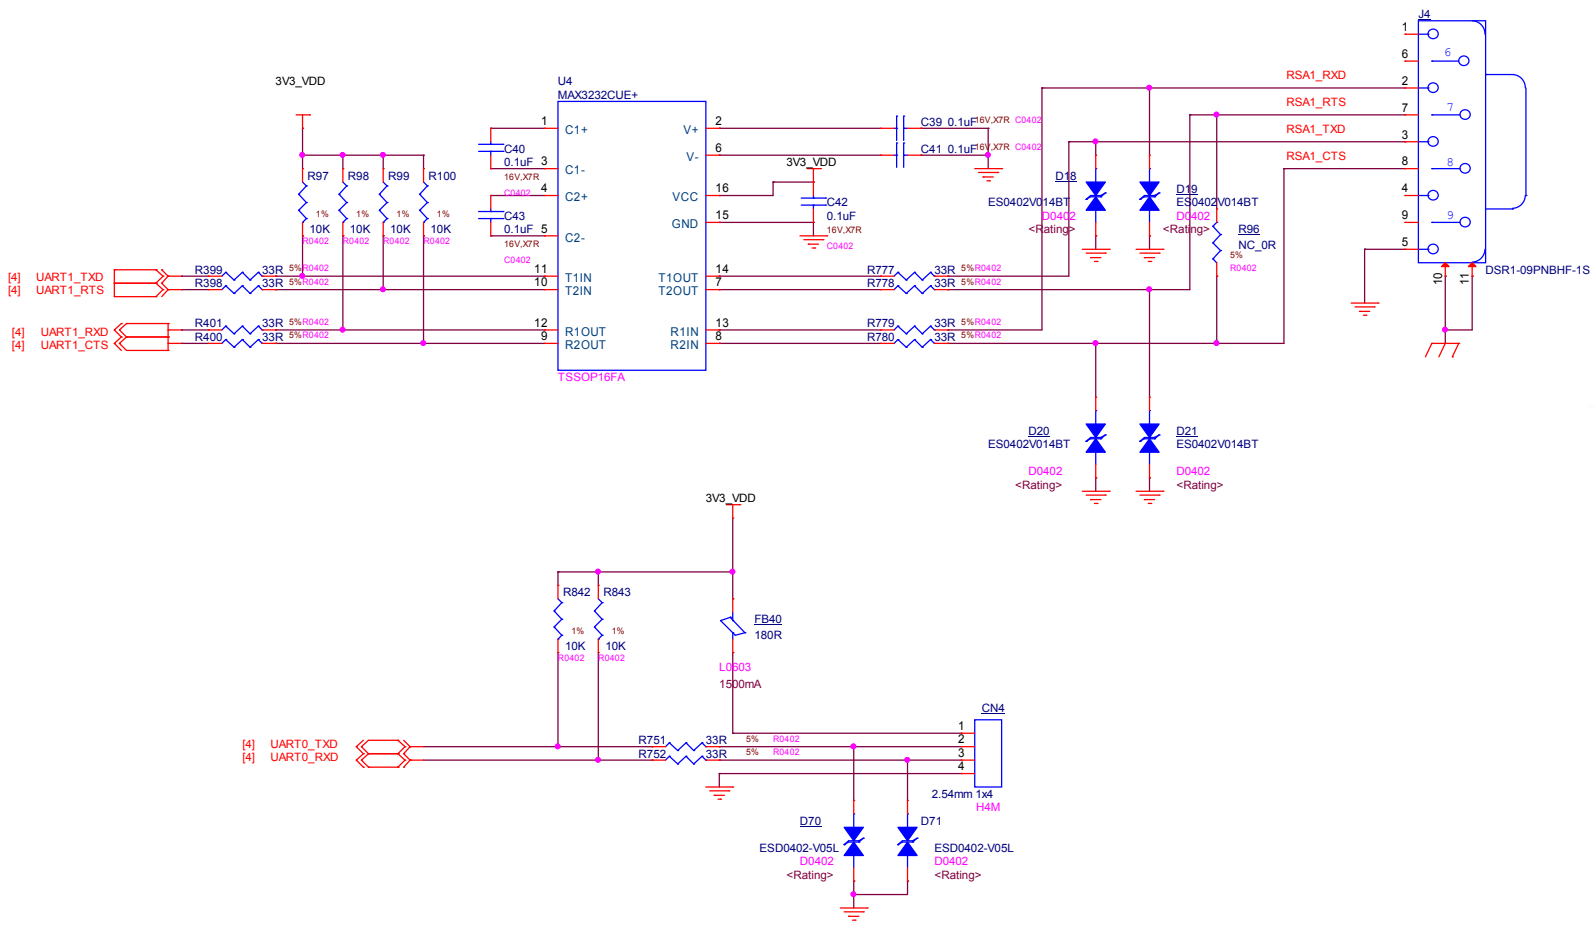 J4
1
6
6
2
7
7
3
8
8
4
9
9
5
10
11
DSR1-09PNBHF-1S
RSA1_RXD
RSA1_RTS
RSA1_TXD
RSA1_CTS
3V3_VDD
U4
MAX3232CUE+
1 C1+
3 C1-
4 C2+
5 C2-
11 T1IN
10 T2IN
12 R1OUT
9 R2OUT
V+ 2
V- 6
VCC 16
GND 15
T1OUT 14
T2OUT 7
R1IN 13
R2IN 8
TSSOP16FA
C40
0.1uF
16V,X7R
C0402
C43
0.1uF
16V,X7R
C0402
C39 0.1uF 16V,X7R C0402
C41 0.1uF 16V,X7R C0402
3V3_VDD
C42
0.1uF
16V,X7R
C0402
R97
1%
10K
R0402
R98
1%
10K
R0402
R99
1%
10K
R0402
R100
1%
10K
R0402
[4] UART1_TXD
[4] UART1_RTS
[4] UART1_RXD
[4] UART1_CTS
R399 33R 5% R0402
R398 33R 5% R0402
R401 33R 5% R0402
R400 33R 5% R0402
R777 33R 5% R0402
R778 33R 5% R0402
R779 33R 5% R0402
R780 33R 5% R0402
D18
ES0402V014BT
D0402
<Rating>
D19
ES0402V014BT
D0402
<Rating>
R96
NC_0R
5%
R0402
D20
ES0402V014BT
D0402
<Rating>
D21
ES0402V014BT
D0402
<Rating>
3V3_VDD
R842
1%
10K
R0402
R843
1%
10K
R0402
FB40
180R
L0603
1500mA
[4] UART0_TXD
[4] UART0_RXD
R751 33R 5% R0402
R752 33R 5% R0402
CN4
1
2
3
4
2.54mm 1x4
H4M
D70
ESD0402-V05L
D0402
<Rating>
D71
ESD0402-V05L
D0402
<Rating>